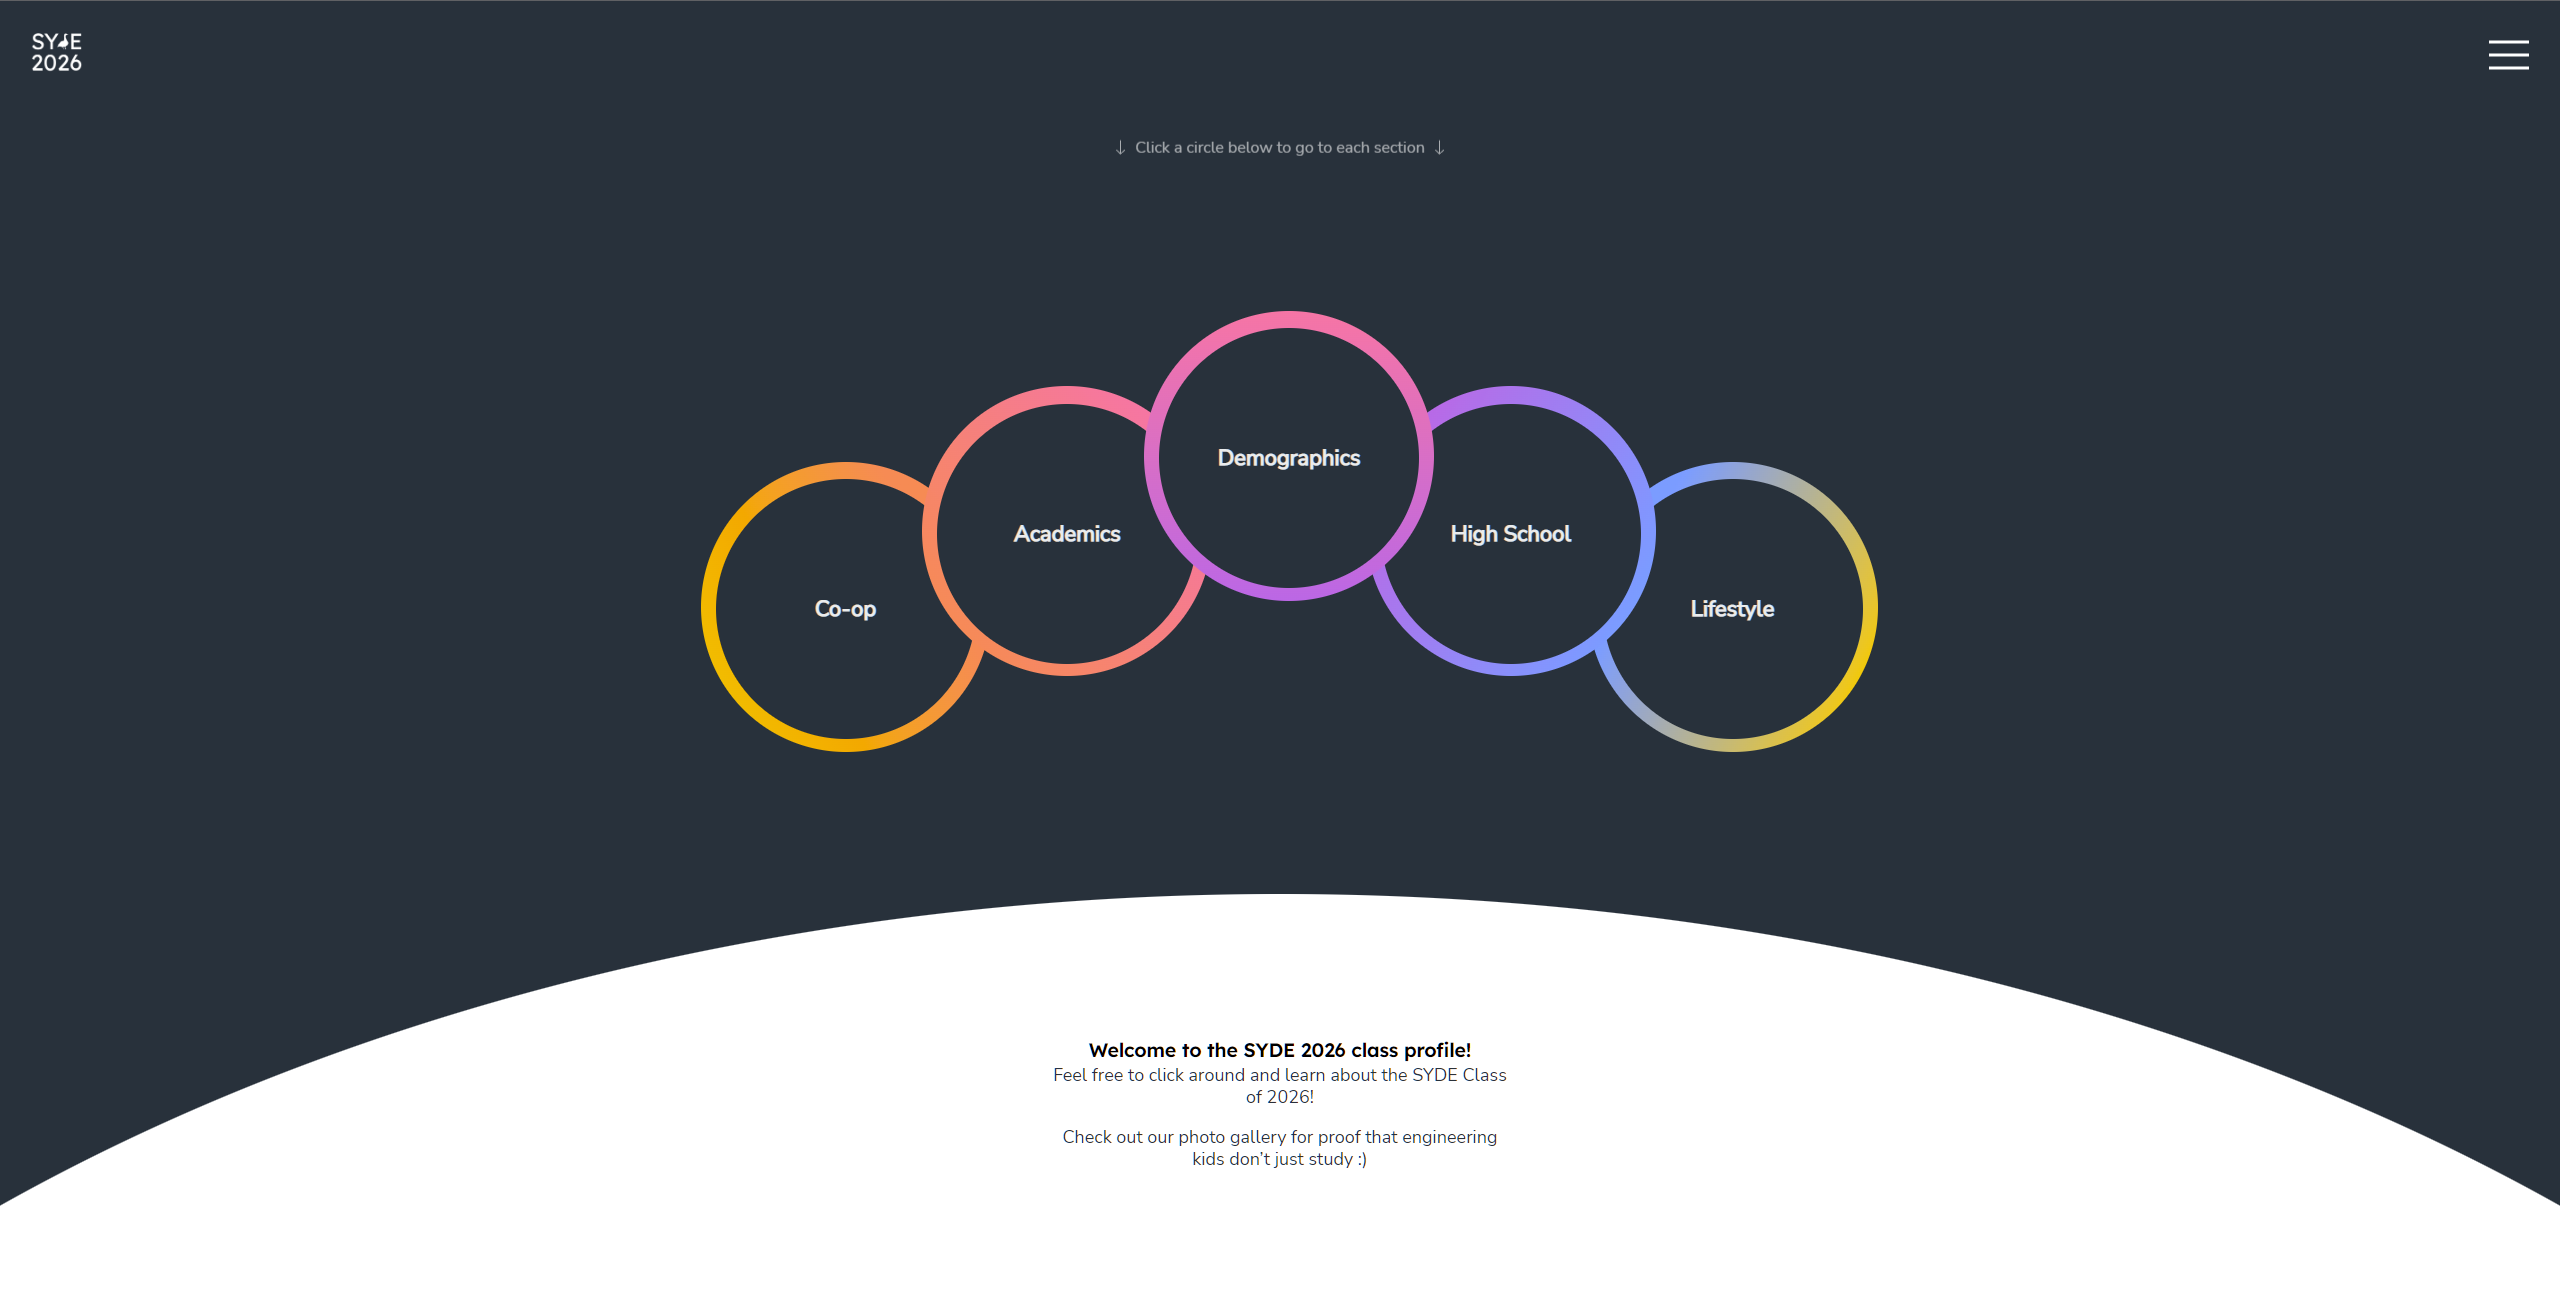 SYDE
2026
↓ Click a circle below to go to each section ↓
Demographics
Academics
High School
Co-op
Lifestyle
Welcome to the SYDE 2026 class profile!
Feel free to click around and learn about the SYDE Class
of 2026!
Check out our photo gallery for proof that engineering
kids don’t just study :)